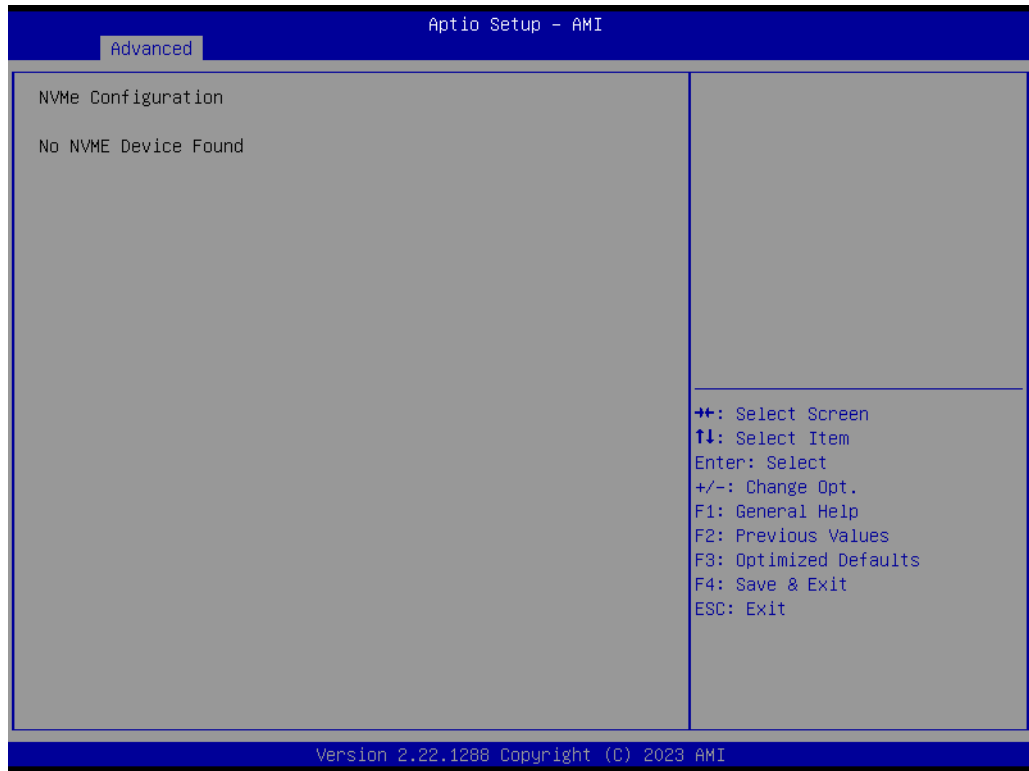 Aptio Setup – AMI
Advanced
NVMe Configuration
No NVME Device Found
→←: Select Screen
↑↓: Select Item
Enter: Select
+/-: Change Opt.
F1: General Help
F2: Previous Values
F3: Optimized Defaults
F4: Save & Exit
ESC: Exit
Version 2.22.1288 Copyright (C) 2023 AMI